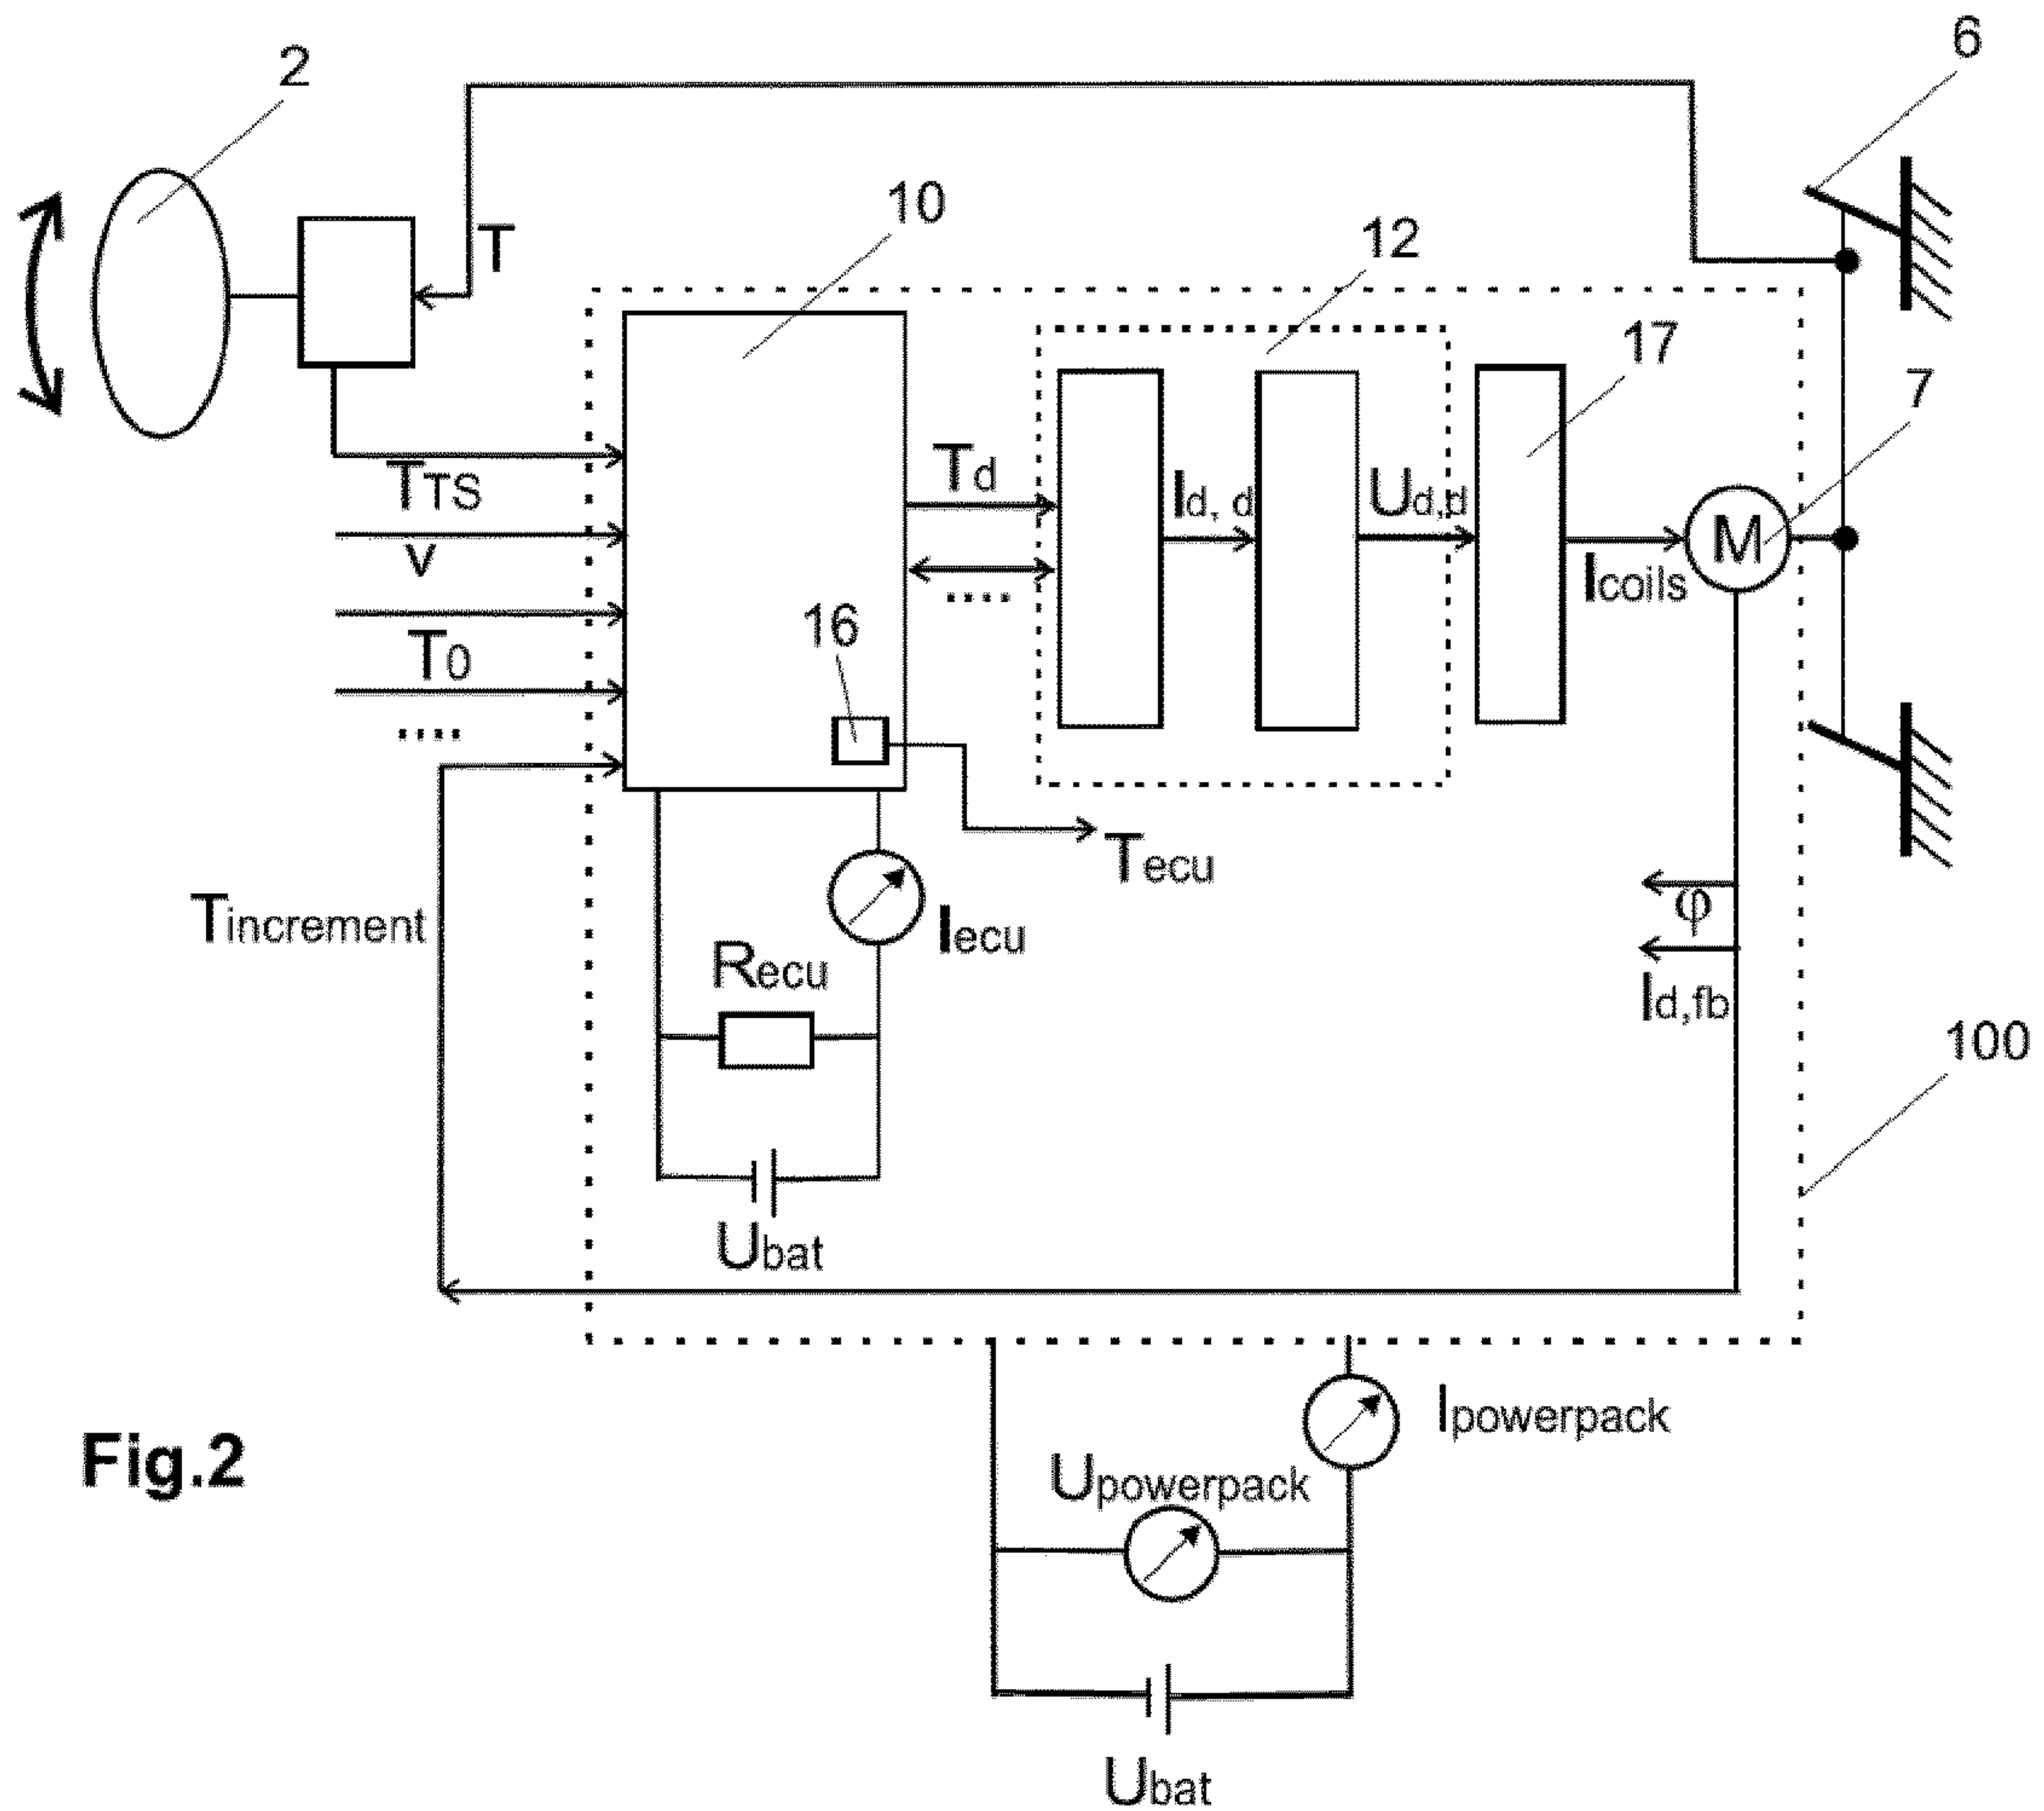 6
2
10
T
12
17
7
Td
Id, d
Ud,d
TTS
M
v
Icoils
....
16
T0
....
Tecu
φ
Tincrement
Iecu
Recu
Id,fb
100
Ubat
Ipowerpack
Fig.2
Upowerpack
Ubat